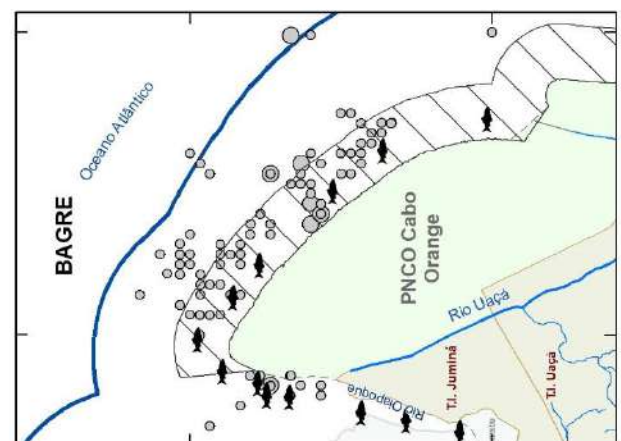 Oceano Atlântico
BAGRE
PNCO Cabo
Orange
Rio Uaçá
T.I. Juminá
T.I. Uaçá
Rio Oiapoque